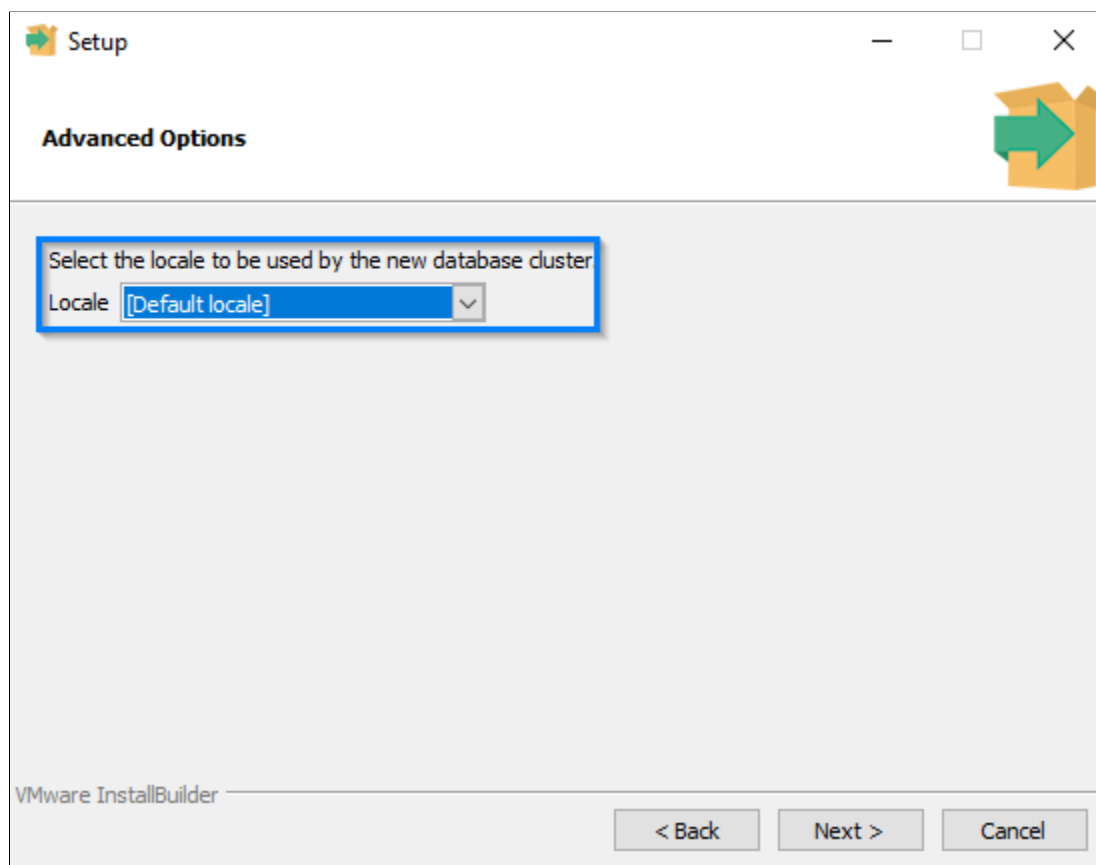 Setup
Advanced Options
Select the locale to be used by the new database cluster.
Locale [Default locale]
VMware InstallBuilder
< Back Next > Cancel